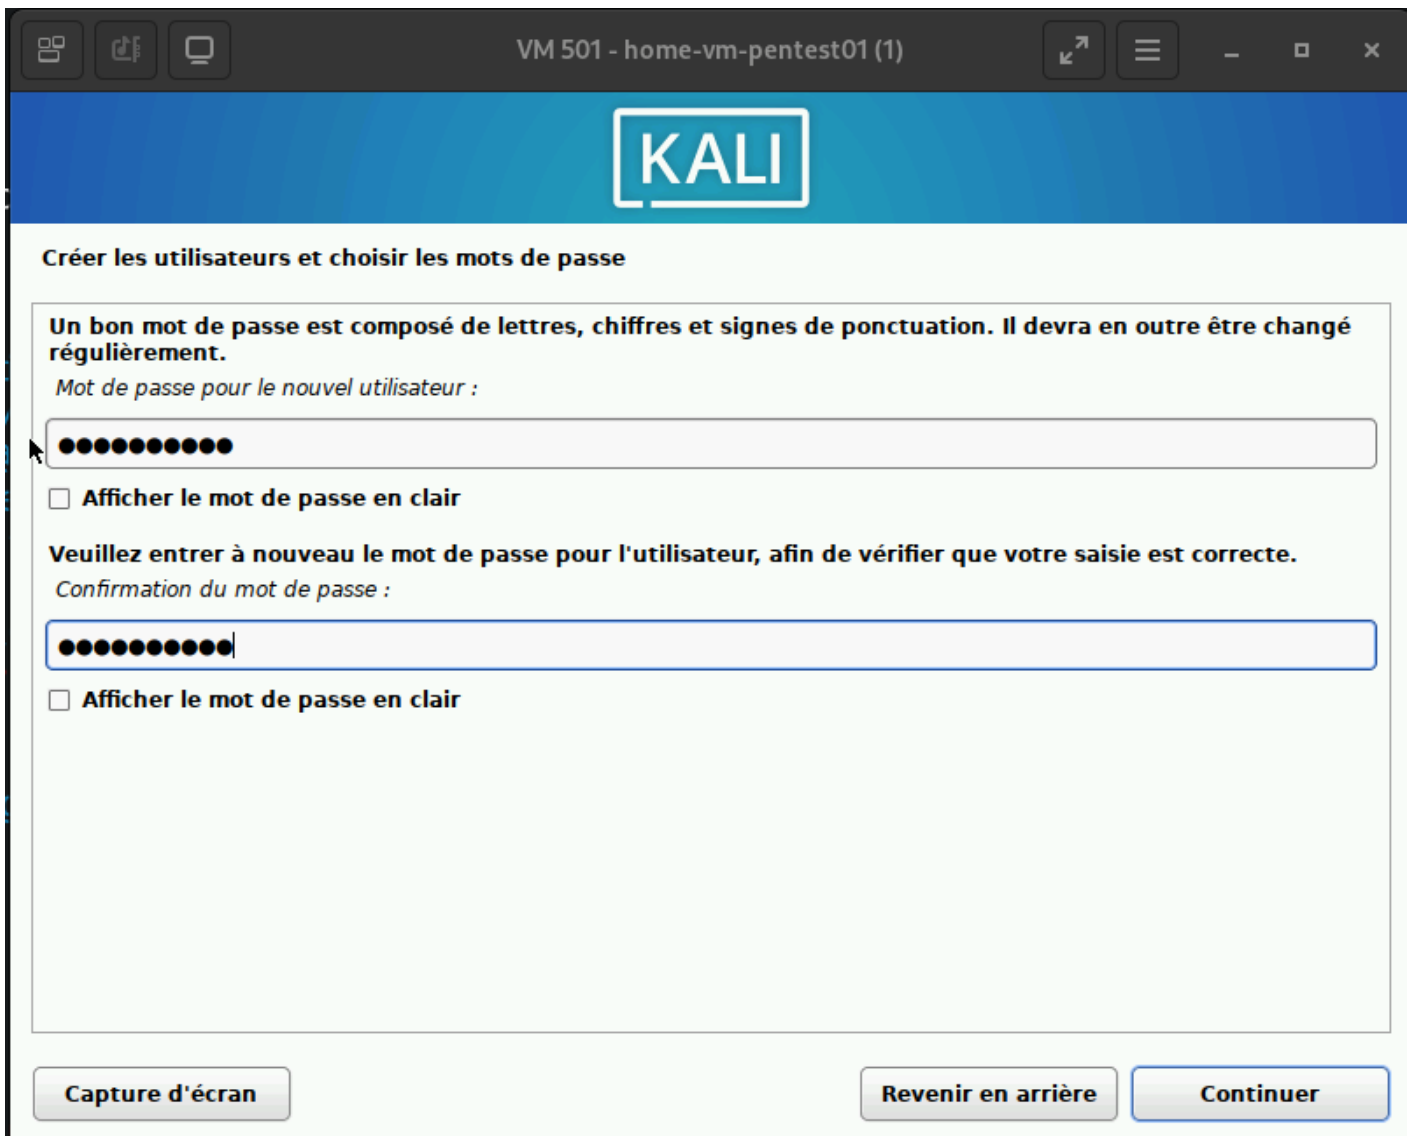 VM 501 - home-vm-pentest01 (1)
KALI
Créer les utilisateurs et choisir les mots de passe
Un bon mot de passe est composé de lettres, chiffres et signes de ponctuation. Il devra en outre être changé
régulièrement.
Mot de passe pour le nouvel utilisateur :
●●●●●●●●●●
Afficher le mot de passe en clair
Veuillez entrer à nouveau le mot de passe pour l'utilisateur, afin de vérifier que votre saisie est correcte.
Confirmation du mot de passe :
●●●●●●●●●●
Afficher le mot de passe en clair
Capture d'écran
Revenir en arrière
Continuer